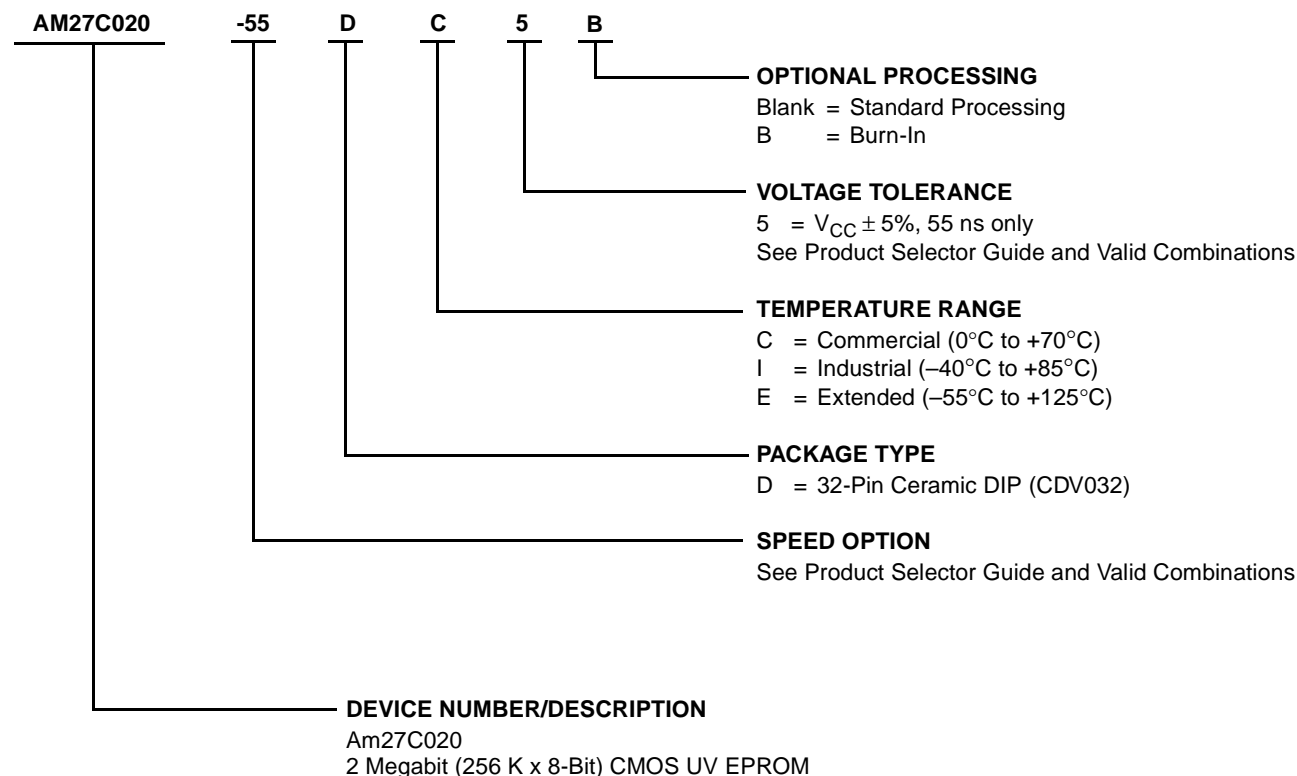 AM27C020 -55 D C 5 B
OPTIONAL PROCESSING
Blank = Standard Processing
B = Burn-In
VOLTAGE TOLERANCE
5 = VCC ± 5%, 55 ns only
See Product Selector Guide and Valid Combinations
TEMPERATURE RANGE
C = Commercial (0°C to +70°C)
I = Industrial (–40°C to +85°C)
E = Extended (–55°C to +125°C)
PACKAGE TYPE
D = 32-Pin Ceramic DIP (CDV032)
SPEED OPTION
See Product Selector Guide and Valid Combinations
DEVICE NUMBER/DESCRIPTION
Am27C020
2 Megabit (256 K x 8-Bit) CMOS UV EPROM